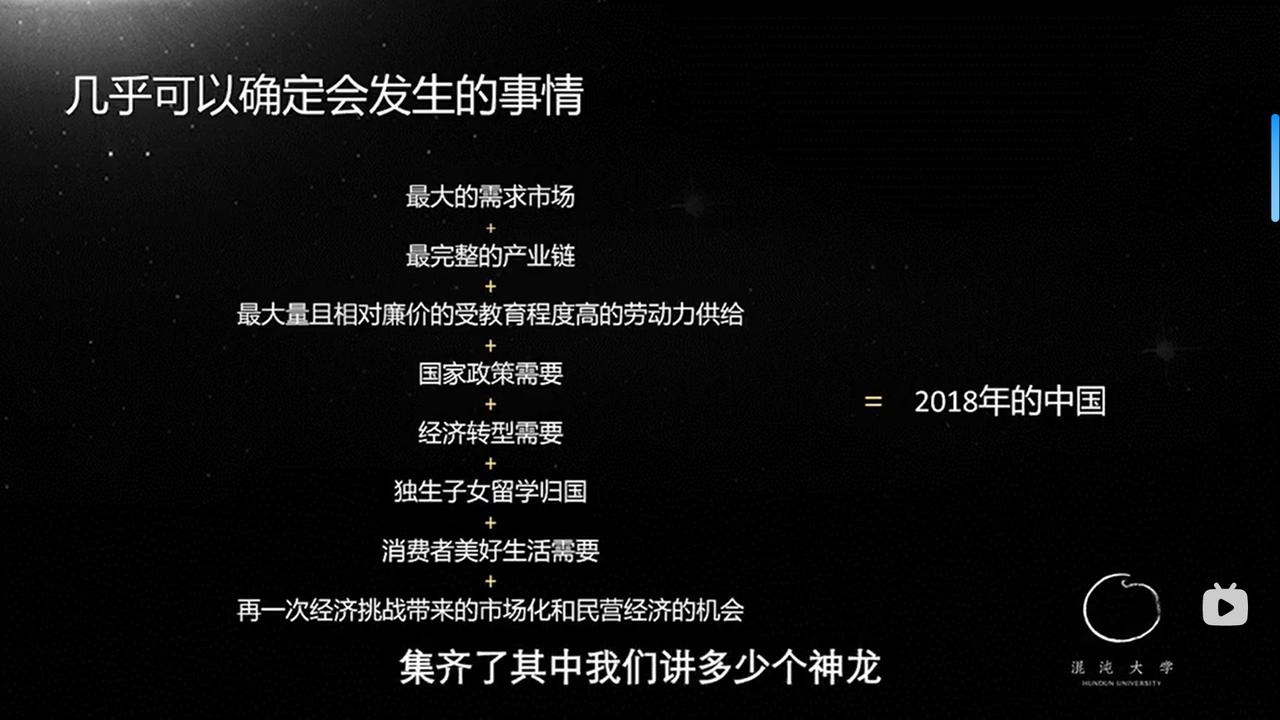 几乎可以确定会发生的事情
最大的需求市场
+
最完整的产业链
+
最大量且相对廉价的受教育程度高的劳动力供给
+
国家政策需要
+
经济转型需要
+
独生子女留学归国
+
消费者美好生活需要
+
再一次经济挑战带来的市场化和民营经济的机会
= 2018年的中国
集齐了其中我们讲多少个神龙
混沌大学
HUNDUN UNIVERSITY